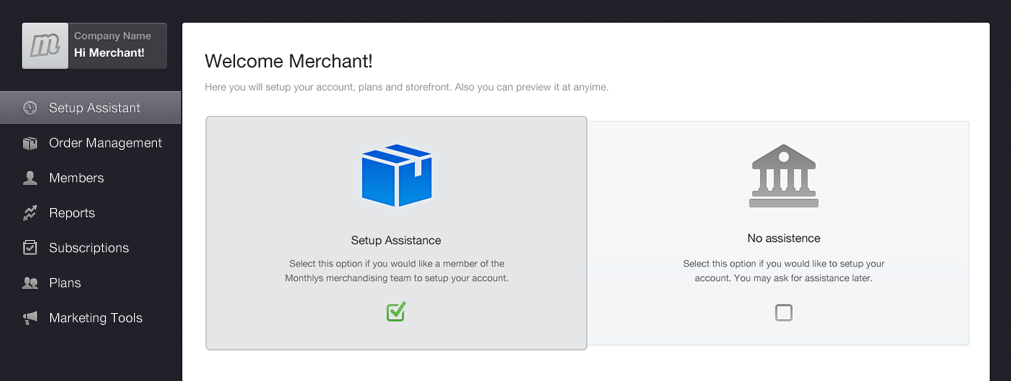 Company Name
Hi Merchant!
Setup Assistant
Order Management
Members
Reports
Subscriptions
Plans
Marketing Tools
Welcome Merchant!
Here you will setup your account, plans and storefront. Also you can preview it at anyime.
Setup Assistance
Select this option if you would like a member of the
Monthlys merchandising team to setup your account.
No assistence
Select this option if you would like to setup your
account. You may ask for assistance later.